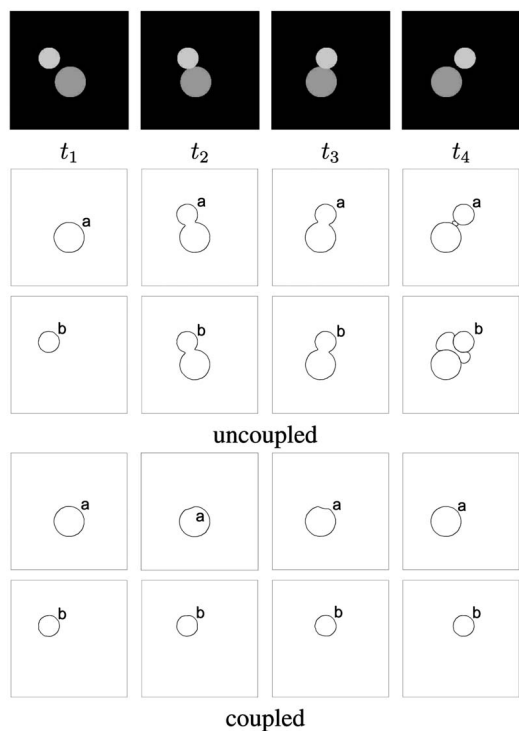 t₁ t₂ t₃ t₄
a a a a
b b b b
uncoupled
a a a a
b b b b
coupled